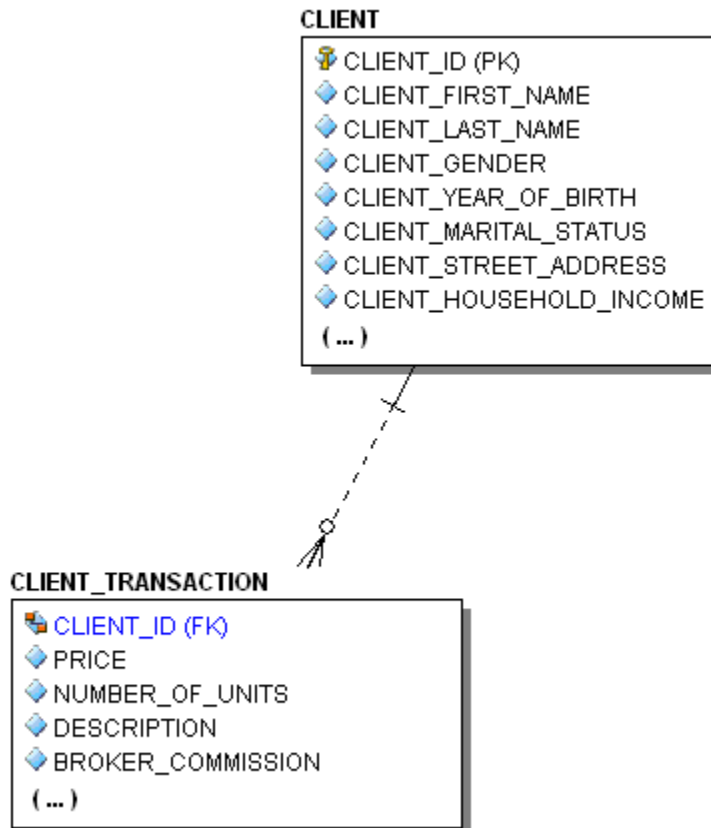 CLIENT
CLIENT_ID (PK)
CLIENT_FIRST_NAME
CLIENT_LAST_NAME
CLIENT_GENDER
CLIENT_YEAR_OF_BIRTH
CLIENT_MARITAL_STATUS
CLIENT_STREET_ADDRESS
CLIENT_HOUSEHOLD_INCOME
(...)
CLIENT_TRANSACTION
CLIENT_ID (FK)
PRICE
NUMBER_OF_UNITS
DESCRIPTION
BROKER_COMMISSION
(...)